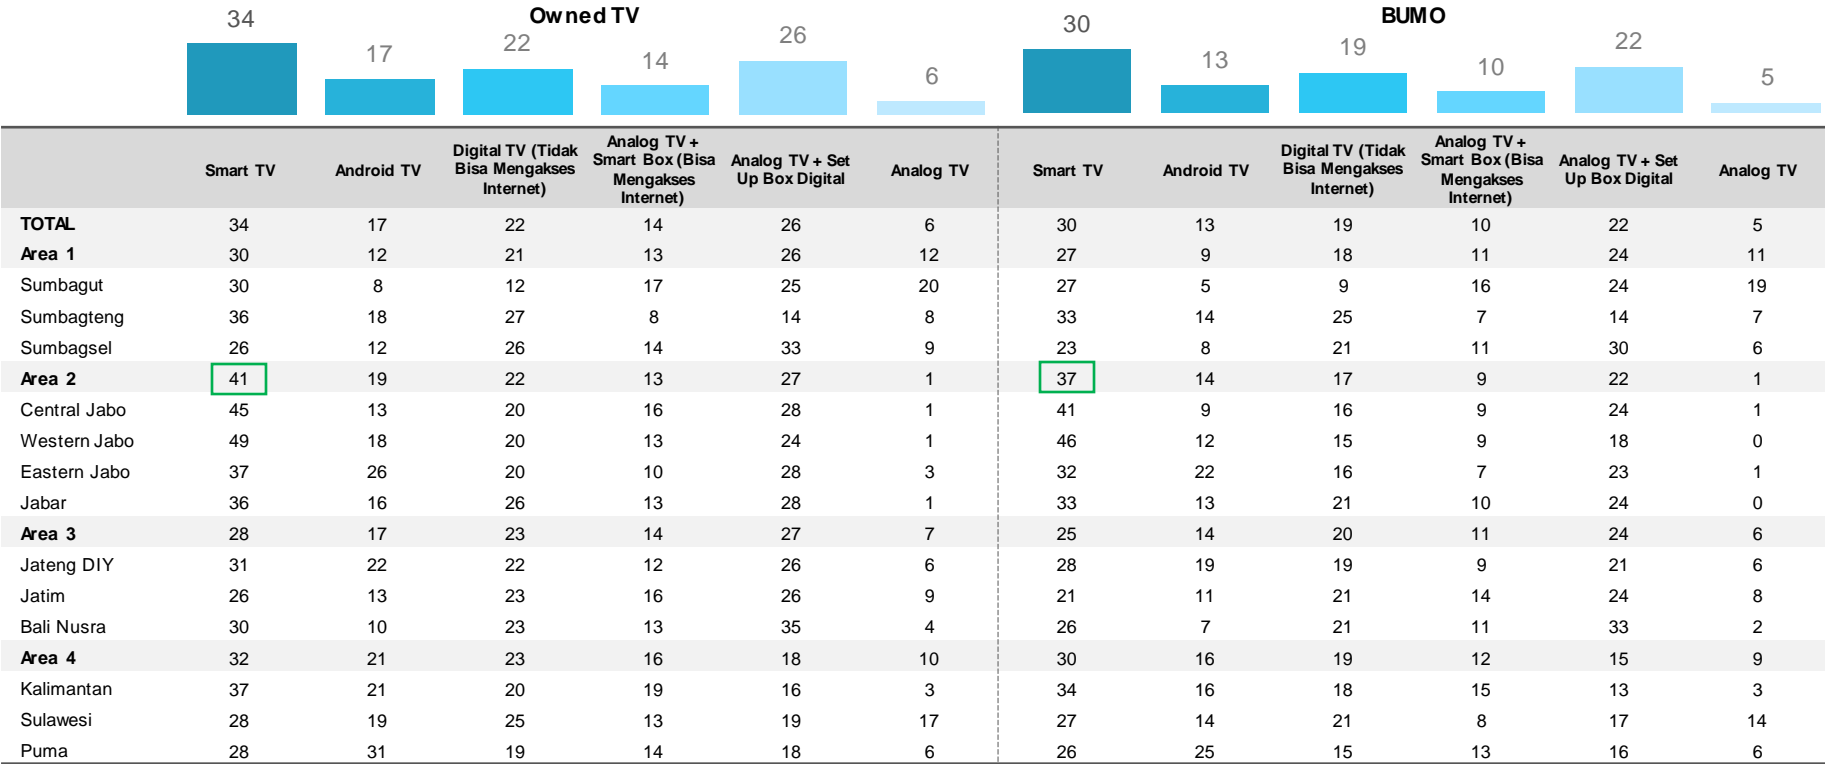 Owned TV BUMO
34 17 22 14 26 6 30 13 19 10 22 5
Smart TV Android TV Digital TV (Tidak Bisa Mengakses Internet) Analog TV + Smart Box (Bisa Mengakses Internet) Analog TV + Set Up Box Digital Analog TV Smart TV Android TV Digital TV (Tidak Bisa Mengakses Internet) Analog TV + Smart Box (Bisa Mengakses Internet) Analog TV + Set Up Box Digital Analog TV
TOTAL 34 17 22 14 26 6 30 13 19 10 22 5
Area 1 30 12 21 13 26 12 27 9 18 11 24 11
Sumbagut 30 8 12 17 25 20 27 5 9 16 24 19
Sumbagteng 36 18 27 8 14 8 33 14 25 7 14 7
Sumbagsel 26 12 26 14 33 9 23 8 21 11 30 6
Area 2 41 19 22 13 27 1 37 14 17 9 22 1
Central Jabo 45 13 20 16 28 1 41 9 16 9 24 1
Western Jabo 49 18 20 13 24 1 46 12 15 9 18 0
Eastern Jabo 37 26 20 10 28 3 32 22 16 7 23 1
Jabar 36 16 26 13 28 1 33 13 21 10 24 0
Area 3 28 17 23 14 27 7 25 14 20 11 24 6
Jateng DIY 31 22 22 12 26 6 28 19 19 9 21 6
Jatim 26 13 23 16 26 9 21 11 21 14 24 8
Bali Nusra 30 10 23 13 35 4 26 7 21 11 33 2
Area 4 32 21 23 16 18 10 30 16 19 12 15 9
Kalimantan 37 21 20 19 16 3 34 16 18 15 13 3
Sulawesi 28 19 25 13 19 17 27 14 21 8 17 14
Puma 28 31 19 14 18 6 26 25 15 13 16 6